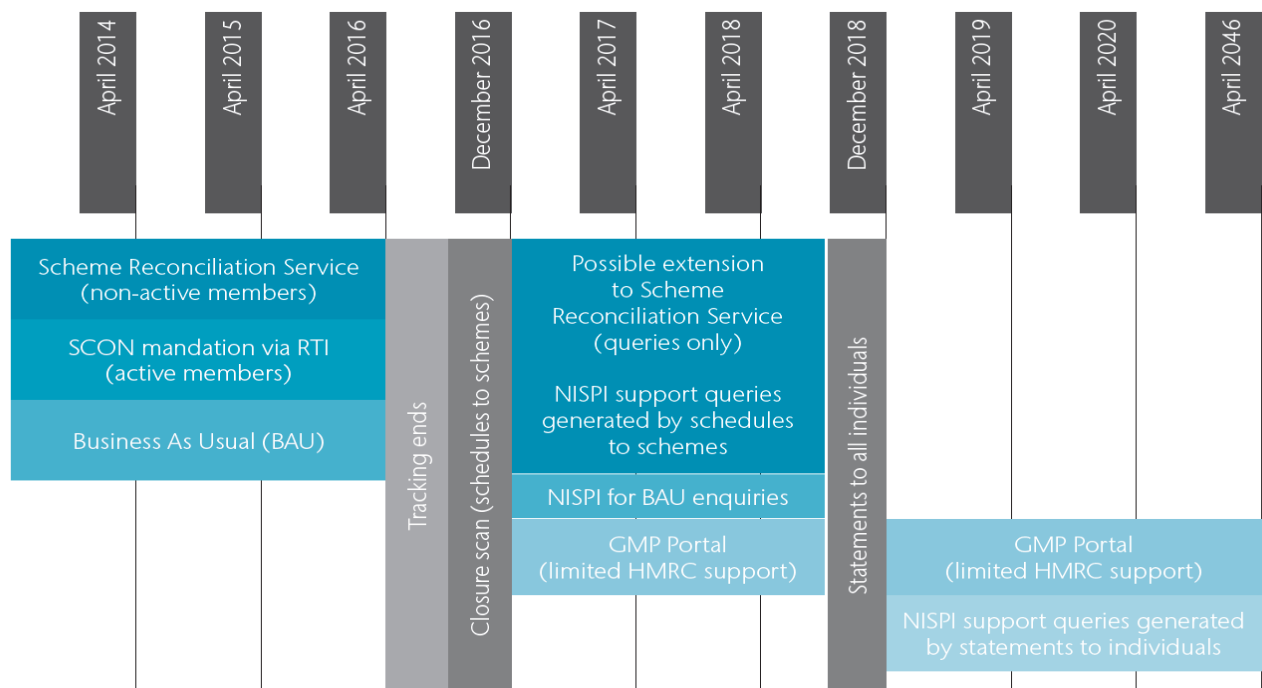 April 2014
April 2015
April 2016
December 2016
April 2017
April 2018
December 2018
April 2019
April 2020
April 2046
Scheme Reconciliation Service
(non-active members)
SCON mandation via RTI
(active members)
Business As Usual (BAU)
Tracking ends
Closure scan (schedules to schemes)
Possible extension
to Scheme
Reconciliation Service
(queries only)
NISPI support queries
generated by schedules
to schemes
NISPI for BAU enquiries
GMP Portal
(limited HMRC support)
Statements to all individuals
GMP Portal
(limited HMRC support)
NISPI support queries generated
by statements to individuals